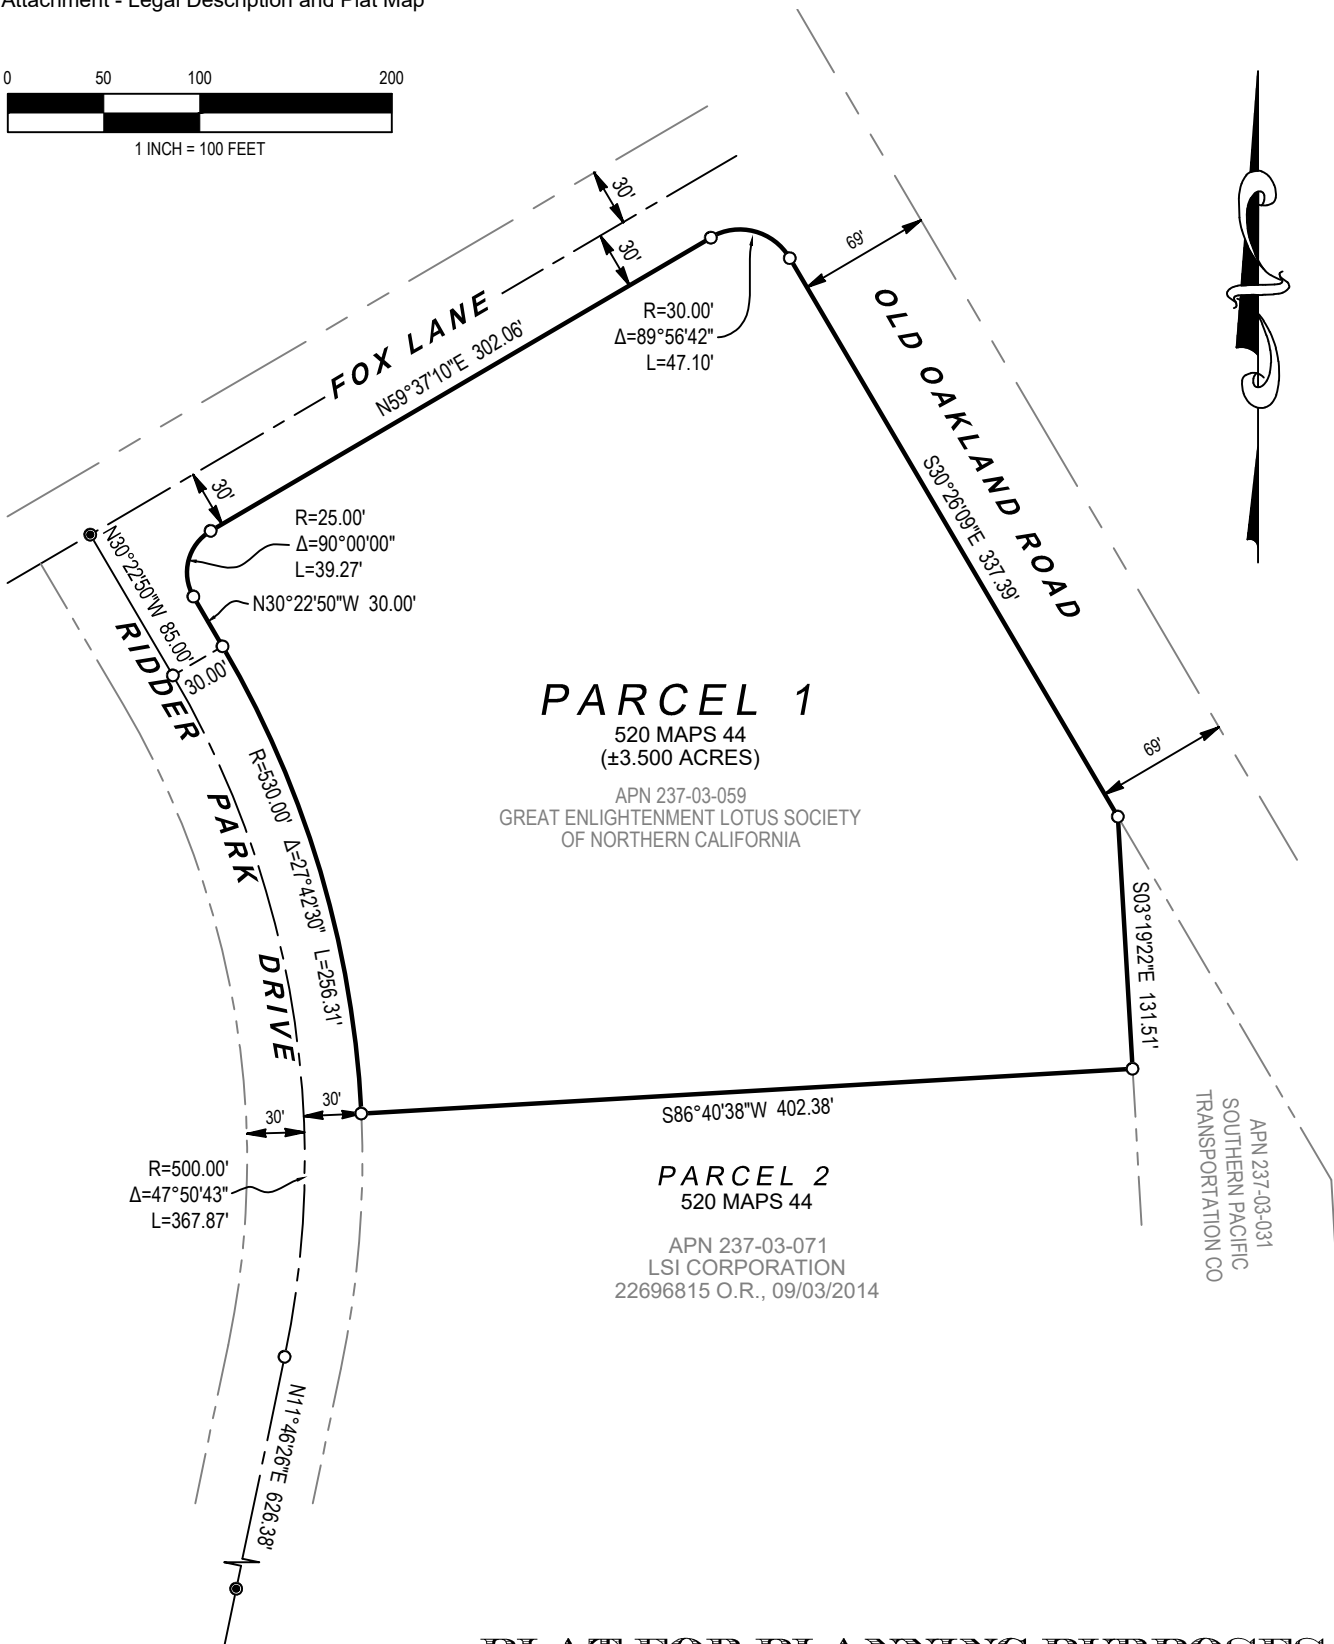 Attachment - Legal Description and Plat Map
0 50 100 200
1 INCH = 100 FEET
30'
30'
69'
FOX LANE
N59°37'10"E 302.06'
R=30.00'
Δ=89°56'42"
L=47.10'
OLD OAKLAND ROAD
S30°26'09"E 337.39'
30'
R=25.00'
Δ=90°00'00"
L=39.27'
N30°22'50"W 30.00'
N30°22'50"W 85.00'
30.00'
RIDDER PARK DRIVE
R=530.00' Δ=27°42'30" L=256.31'
PARCEL 1
520 MAPS 44
(±3.500 ACRES)
APN 237-03-059
GREAT ENLIGHTENMENT LOTUS SOCIETY
OF NORTHERN CALIFORNIA
69'
S03°19'22"E 131.51'
30'
30'
S86°40'38"W 402.38'
R=500.00'
Δ=47°50'43"
L=367.87'
PARCEL 2
520 MAPS 44
APN 237-03-071
LSI CORPORATION
22696815 O.R., 09/03/2014
APN 237-03-031
SOUTHERN PACIFIC
TRANSPORTATION CO
N11°46'26"E 626.38'
PLAT FOR PLANNING PURPOSES